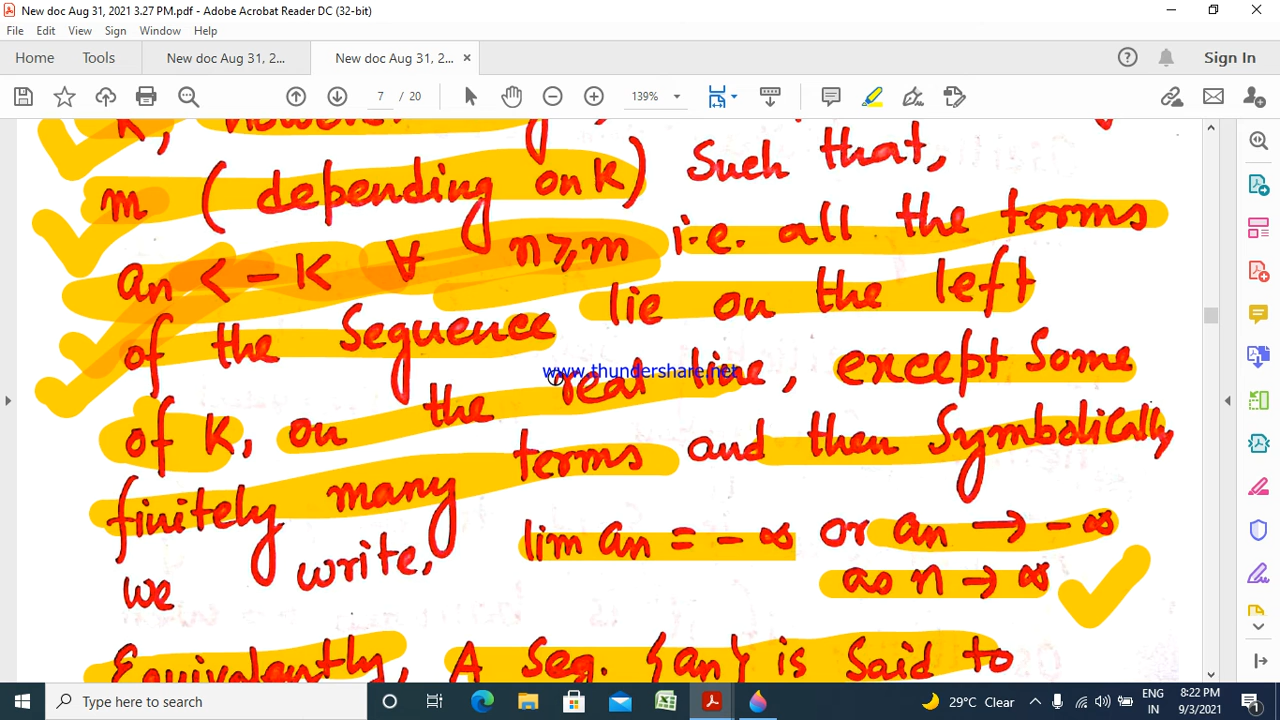 New doc Aug 31, 2021 3.27 PM.pdf - Adobe Acrobat Reader DC (32-bit)
File Edit View Sign Window Help
Home Tools New doc Aug 31, 2... New doc Aug 31, 2... × Sign In
7 / 20 139%
K, however
m (depending on K) Such that,
an < - K ∀ n ≥ m i.e. all the terms
of the Sequence lie on the left
of K, on the real line, except Some
finitely many terms and then Symbolically,
we write, lim an = - ∞ or an → - ∞
as n → ∞
Equivalently, A Seq. {an} is Said to
www.thundershare.net
Type here to search
29°C Clear ENG IN 8:22 PM 9/3/2021 1